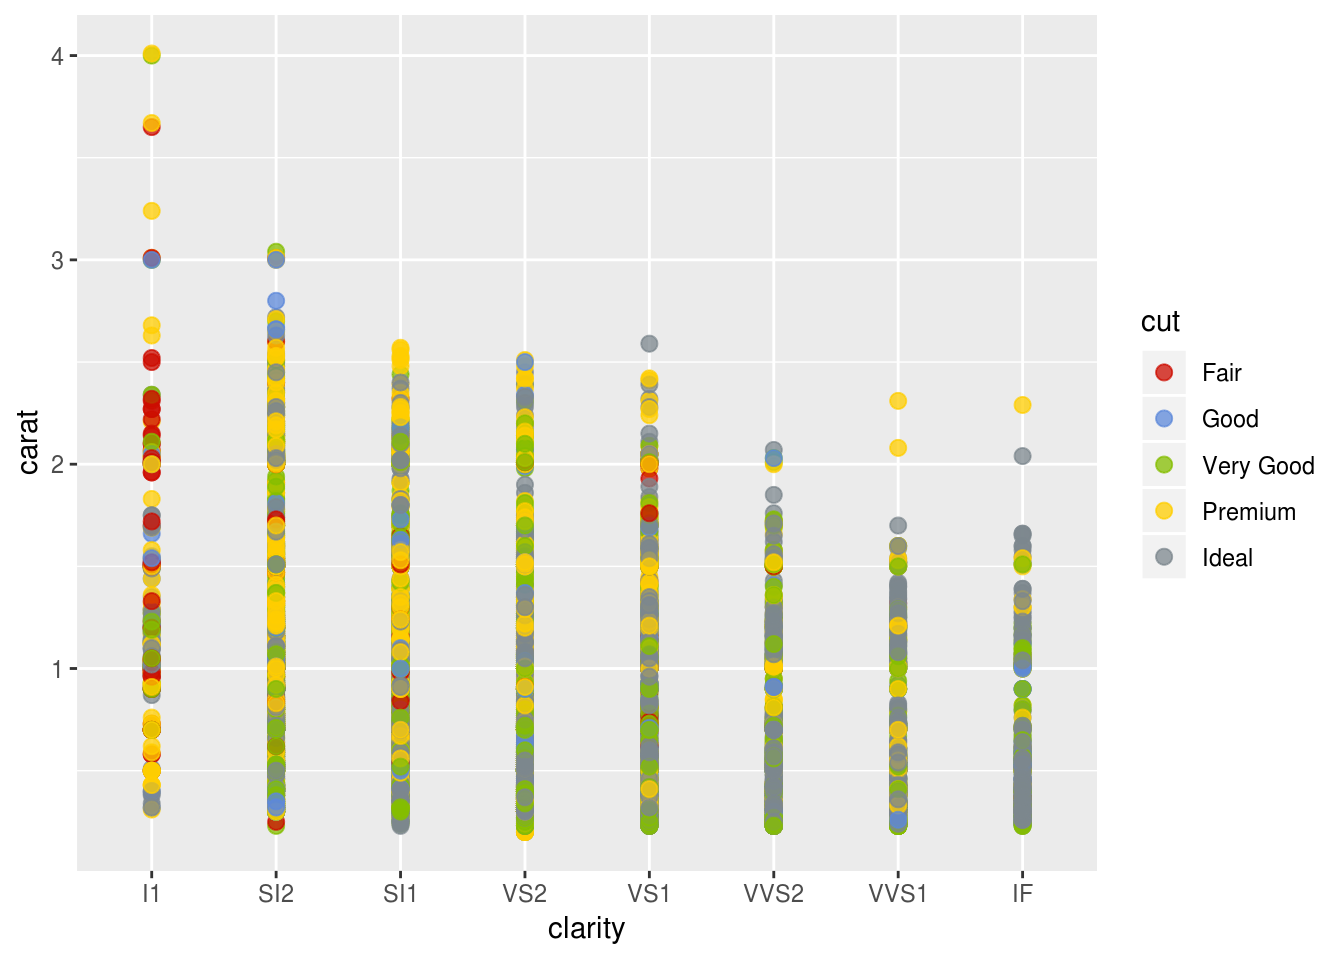 4
3
2
1
carat
I1 SI2 SI1 VS2 VS1 VVS2 VVS1 IF
clarity
cut
Fair
Good
Very Good
Premium
Ideal